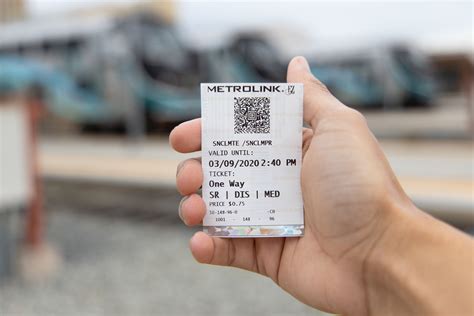 METROLINK.
SNCLMTE /SNCLMPR
VALID UNTIL:
03/09/2020 2:40 PM
TICKET:
One Way
SR | DIS | MED
PRICE $0.75